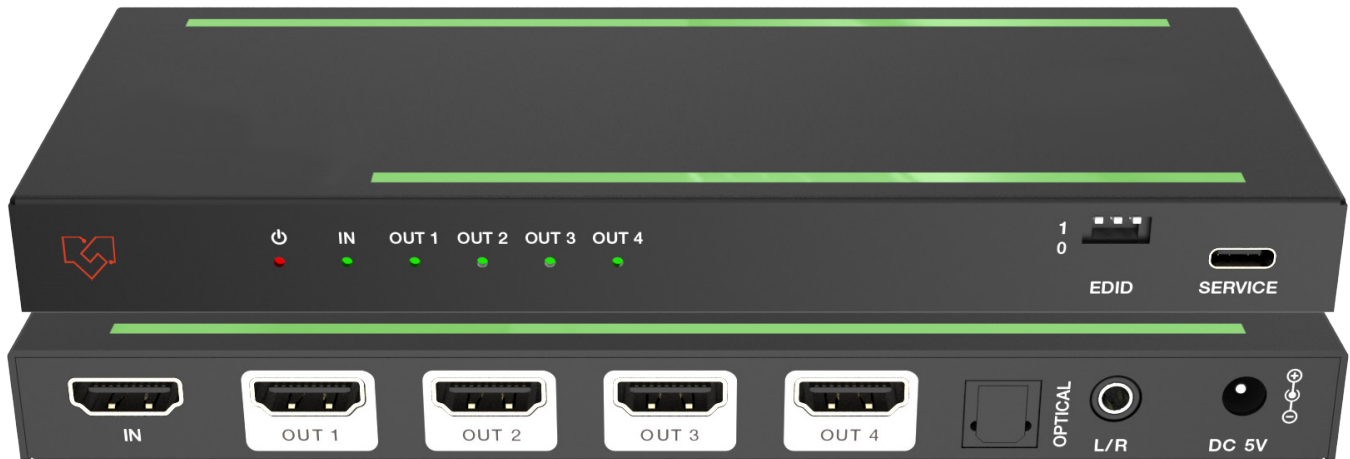 IN OUT 1 OUT 2 OUT 3 OUT 4
1
0
EDID
SERVICE
IN
OUT 1
OUT 2
OUT 3
OUT 4
OPTICAL
L/R
DC 5V